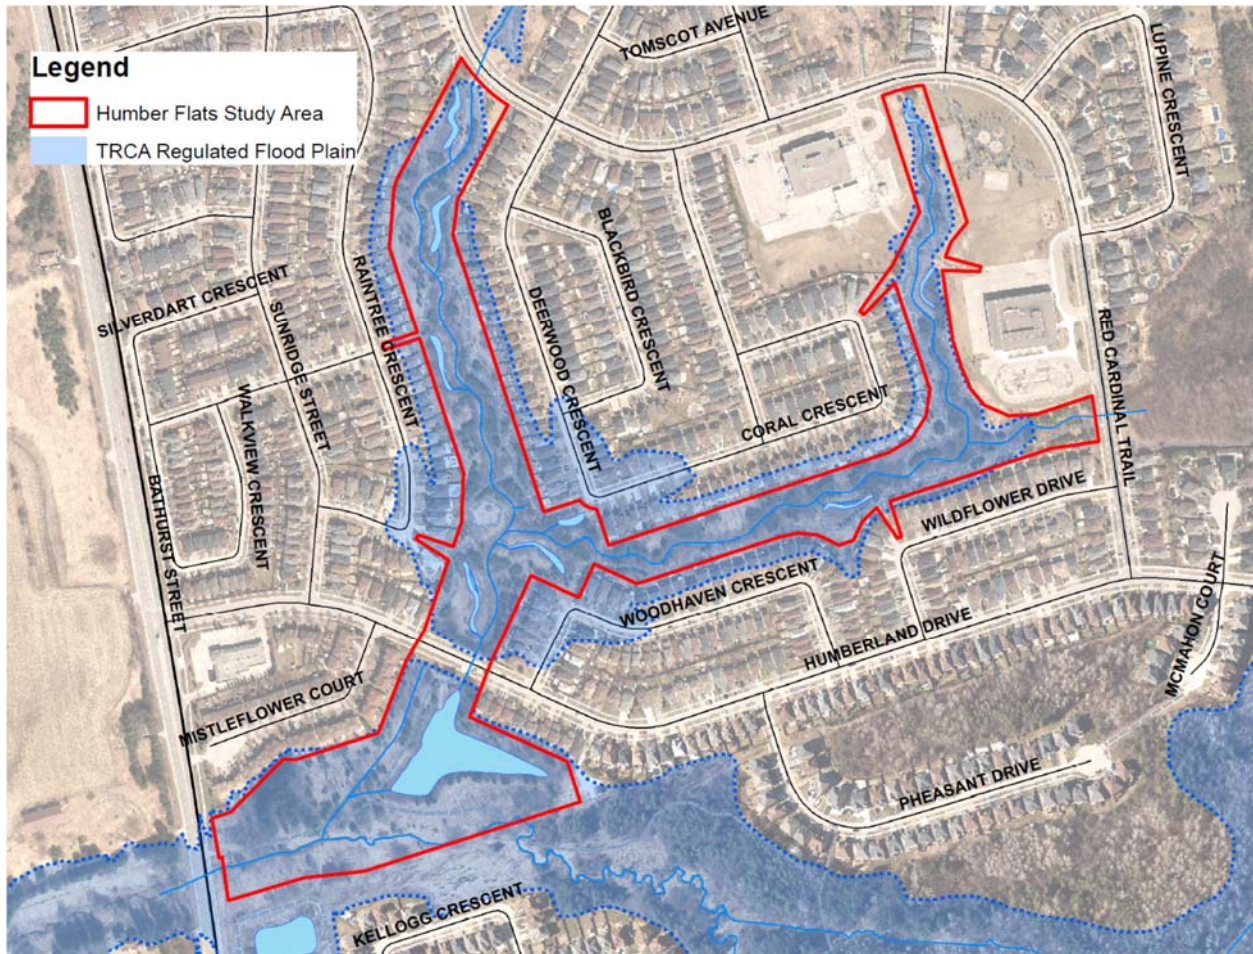 Legend
Humber Flats Study Area
TRCA Regulated Flood Plain
TOMSCOT AVENUE
LUPINE CRESCENT
BLACKBIRD CRESCENT
SILVERDART CRESCENT
RAINTREE CRESCENT
SUNRIDGE STREET
DEERWOOD CRESCENT
RED CARDINAL TRAIL
WALKVIEW CRESCENT
CORAL CRESCENT
BATHURST STREET
WILDFLOWER DRIVE
WOODHAVEN CRESCENT
HUMBERLAND DRIVE
MCMAHON COURT
MISTLEFLOWER COURT
PHEASANT DRIVE
KELLOGG CRESCENT